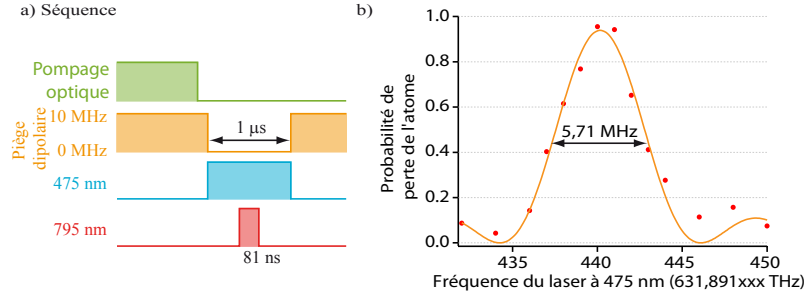 a) Séquence
Pompage
optique
Piège
dipolaire
10 MHz
0 MHz
1 µs
475 nm
795 nm
81 ns
b)
Probabilité de
perte de l'atome
1.0
0.8
0.6
0.4
0.2
0.0
5,71 MHz
435
440
445
450
Fréquence du laser à 475 nm (631,891xxx THz)